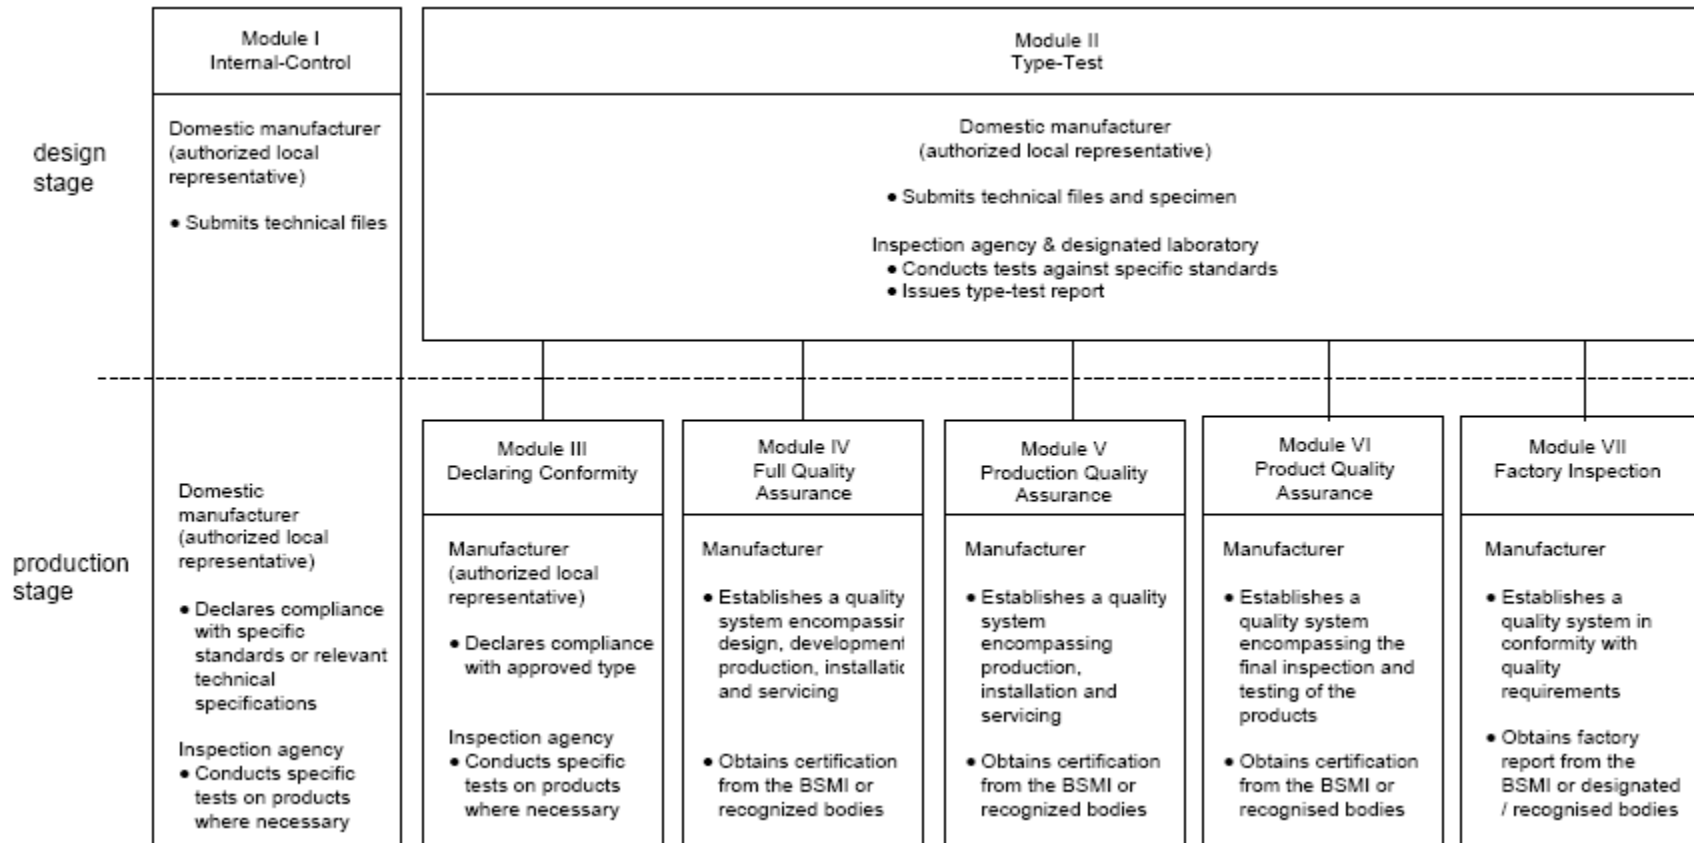 Module I
Internal-Control
Module II
Type-Test
design
stage
Domestic manufacturer
(authorized local
representative)
● Submits technical files
Domestic manufacturer
(authorized local representative)
● Submits technical files and specimen
Inspection agency & designated laboratory
● Conducts tests against specific standards
● Issues type-test report
production
stage
Domestic
manufacturer
(authorized local
representative)
● Declares compliance
with specific
standards or relevant
technical
specifications
Inspection agency
● Conducts specific
tests on products
where necessary
Module III
Declaring Conformity
Manufacturer
(authorized local
representative)
● Declares compliance
with approved type
Inspection agency
● Conducts specific
tests on products
where necessary
Module IV
Full Quality
Assurance
Manufacturer
● Establishes a quality
system encompassin
design, development
production, installatio
and servicing
● Obtains certification
from the BSMI or
recognized bodies
Module V
Production Quality
Assurance
Manufacturer
● Establishes a quality
system
encompassing
production,
installation and
servicing
● Obtains certification
from the BSMI or
recognized bodies
Module VI
Product Quality
Assurance
Manufacturer
● Establishes a
quality system
encompassing the
final inspection and
testing of the
products
● Obtains certification
from the BSMI or
recognised bodies
Module VII
Factory Inspection
Manufacturer
● Establishes a
quality system in
conformity with
quality
requirements
● Obtains factory
report from the
BSMI or designated
/ recognised bodies